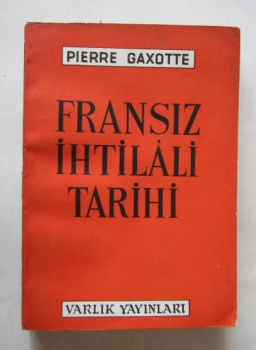 PIERRE GAXOTTE
FRANSIZ
İHTİLÂLİ
TARİHİ
VARLIK YAYINLARI